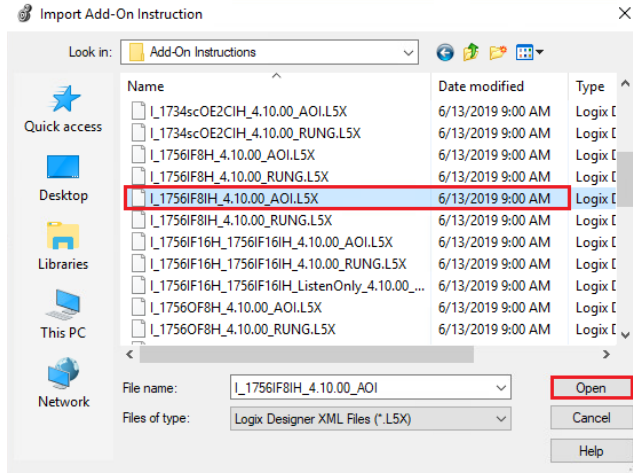 Import Add-On Instruction
Look in: Add-On Instructions
Name Date modified Type
I_1734scOE2CIH_4.10.00_AOI.L5X 6/13/2019 9:00 AM Logix D
I_1734scOE2CIH_4.10.00_RUNG.L5X 6/13/2019 9:00 AM Logix D
I_1756IF8H_4.10.00_AOI.L5X 6/13/2019 9:00 AM Logix D
I_1756IF8H_4.10.00_RUNG.L5X 6/13/2019 9:00 AM Logix D
I_1756IF8IH_4.10.00_AOI.L5X 6/13/2019 9:00 AM Logix D
I_1756IF8IH_4.10.00_RUNG.L5X 6/13/2019 9:00 AM Logix D
I_1756IF16H_1756IF16IH_4.10.00_AOI.L5X 6/13/2019 9:00 AM Logix D
I_1756IF16H_1756IF16IH_4.10.00_RUNG.L5X 6/13/2019 9:00 AM Logix D
I_1756IF16H_1756IF16IH_ListenOnly_4.10.00_... 6/13/2019 9:00 AM Logix D
I_1756OF8H_4.10.00_AOI.L5X 6/13/2019 9:00 AM Logix D
I_1756OF8H_4.10.00_RUNG.L5X 6/13/2019 9:00 AM Logix D
Quick access
Desktop
Libraries
This PC
Network
File name: I_1756IF8IH_4.10.00_AOI Open
Files of type: Logix Designer XML Files (*.L5X) Cancel
Help